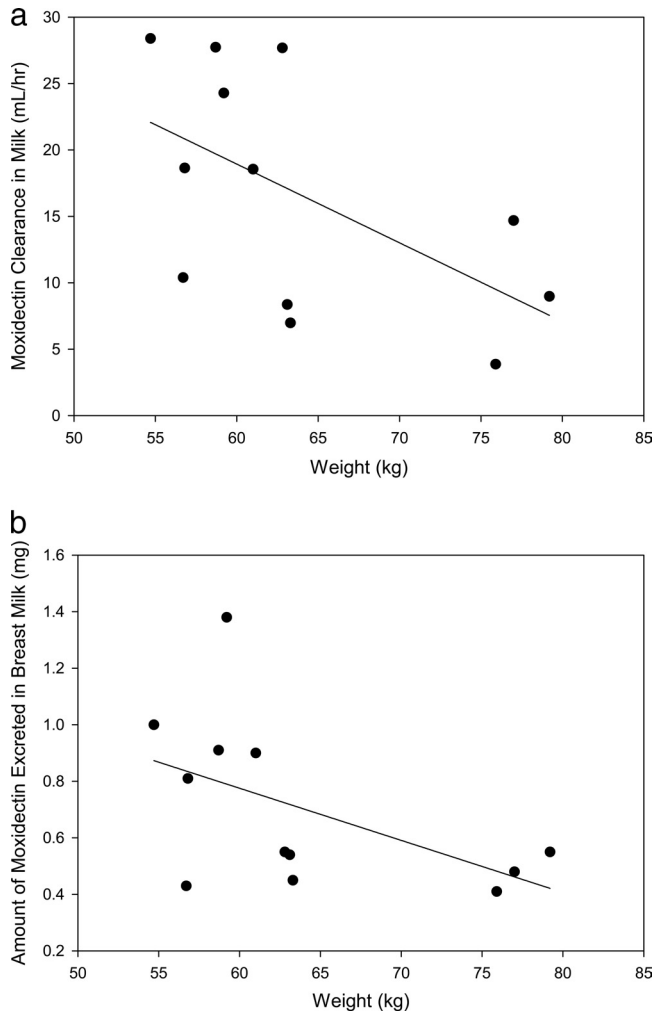 a
Moxidectin Clearance in Milk (mL/hr)
30
25
20
15
10
5
0
50 55 60 65 70 75 80 85
Weight (kg)
b
Amount of Moxidectin Excreted in Breast Milk (mg)
1.6
1.4
1.2
1.0
0.8
0.6
0.4
0.2
50 55 60 65 70 75 80 85
Weight (kg)